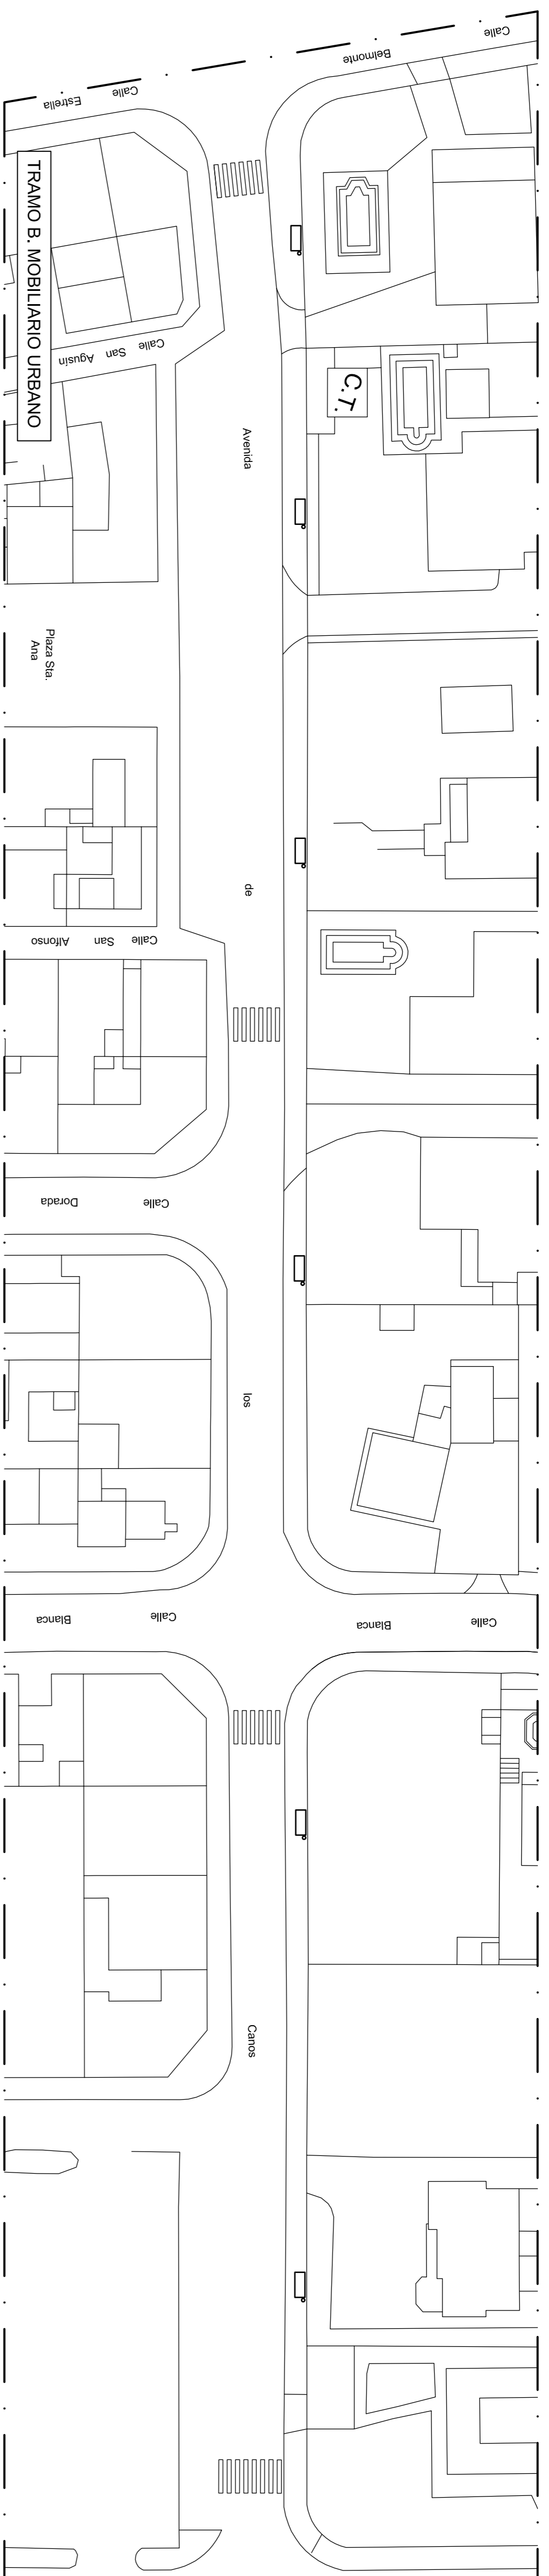 TRAMO B. MOBILIARIO URBANO
Calle Estrella
Calle Belmonte
Calle San Agusin
C.T.
Avenida
de
los
Canos
Plaza Sta.
Ana
Calle San Alfonso
Calle Dorada
Calle Blanca
Calle Blanca